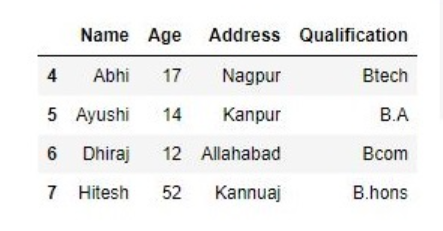 Name Age Address Qualification
4 Abhi 17 Nagpur Btech
5 Ayushi 14 Kanpur B.A
6 Dhiraj 12 Allahabad Bcom
7 Hitesh 52 Kannuaj B.hons